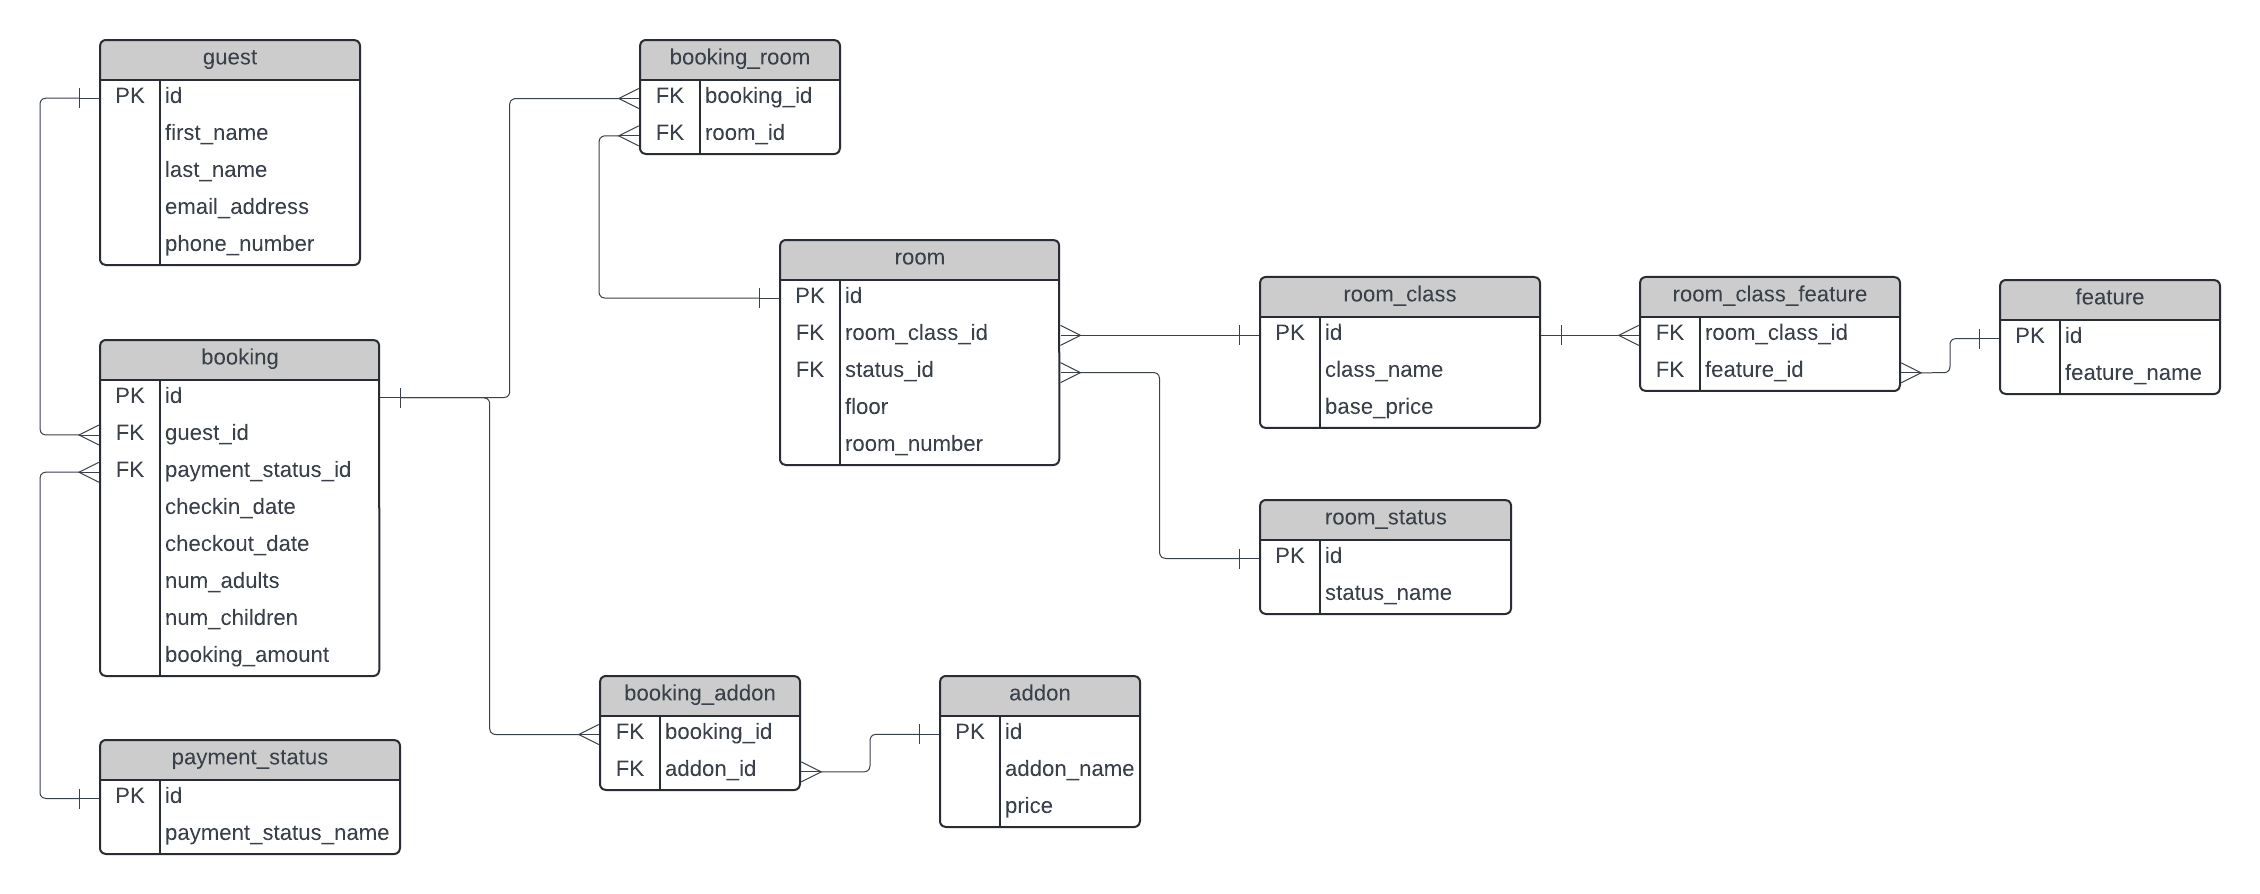 guest
PK id
first_name
last_name
email_address
phone_number
booking_room
FK booking_id
FK room_id
room
PK id
FK room_class_id
FK status_id
floor
room_number
room_class
PK id
class_name
base_price
room_class_feature
FK room_class_id
FK feature_id
feature
PK id
feature_name
booking
PK id
FK guest_id
FK payment_status_id
checkin_date
checkout_date
num_adults
num_children
booking_amount
room_status
PK id
status_name
booking_addon
FK booking_id
FK addon_id
addon
PK id
addon_name
price
payment_status
PK id
payment_status_name